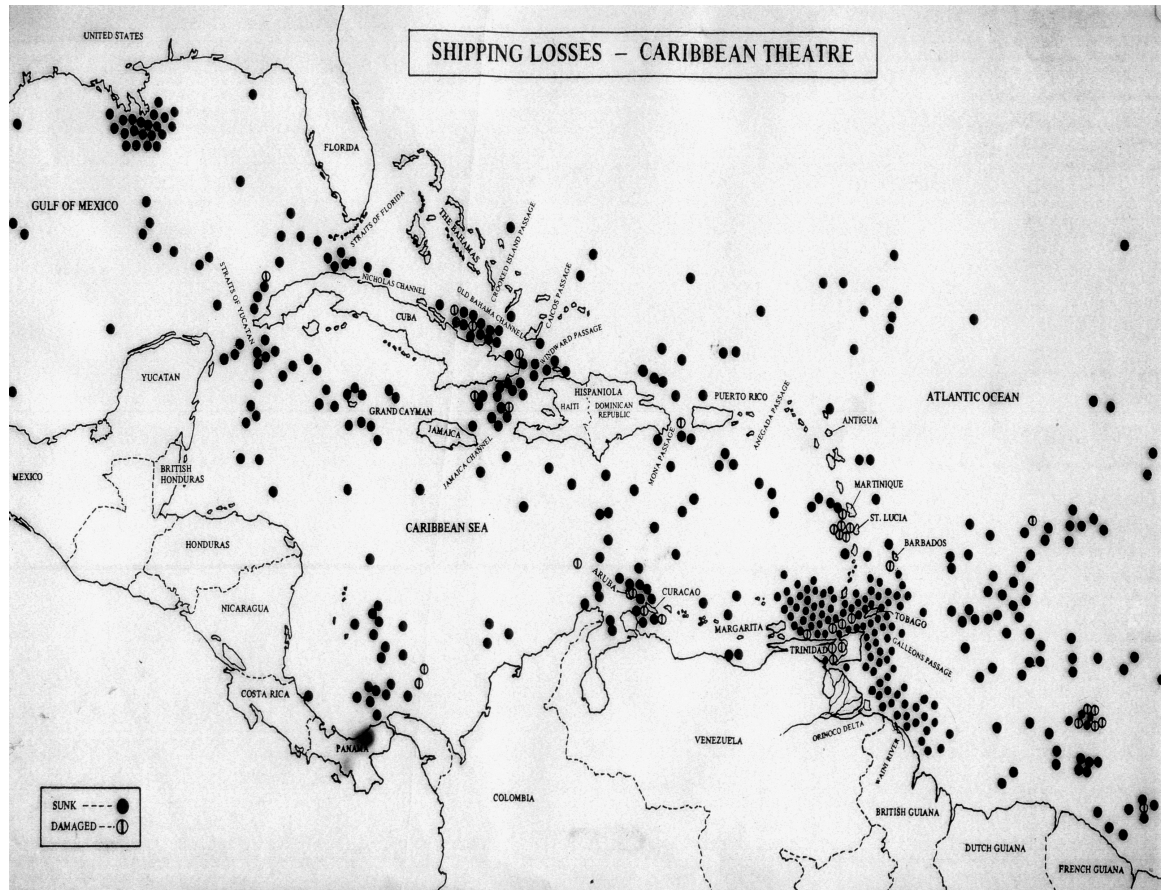 SHIPPING LOSSES – CARIBBEAN THEATRE
UNITED STATES
FLORIDA
GULF OF MEXICO
STRAITS OF FLORIDA
THE BAHAMAS
CROOKED ISLAND PASSAGE
CAICOS PASSAGE
STRAITS OF YUCATAN
NICHOLAS CHANNEL
OLD BAHAMA CHANNEL
CUBA
WINDWARD PASSAGE
YUCATAN
HISPANIOLA
HAITI
DOMINICAN
REPUBLIC
PUERTO RICO
ANEGADA PASSAGE
ATLANTIC OCEAN
GRAND CAYMAN
JAMAICA
ANTIGUA
JAMAICA CHANNEL
MONA PASSAGE
MEXICO
BRITISH
HONDURAS
MARTINIQUE
ST. LUCIA
CARIBBEAN SEA
HONDURAS
BARBADOS
ARUBA
CURACAO
NICARAGUA
MARGARITA
TOBAGO
TRINIDAD
GALLEONS PASSAGE
COSTA RICA
PANAMA
VENEZUELA
ORINOCO DELTA
WAINI RIVER
COLOMBIA
BRITISH GUIANA
DUTCH GUIANA
FRENCH GUIANA
SUNK
DAMAGED